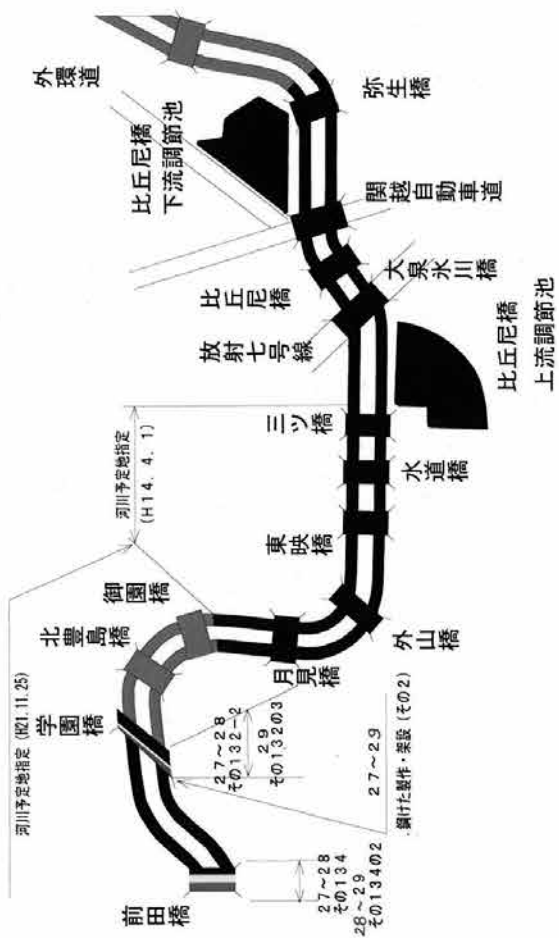 外環道
比丘尼橋
下流調節池
弥生橋
関越自動車道
比丘尼橋
大泉氷川橋
放射七号線
比丘尼橋
上流調節池
三ツ橋
水道橋
東映橋
河川予定地指定
(H14.4.1)
外山橋
月見橋
御園橋
北豊島橋
学園橋
河川予定地指定(H21.11.25)
27~28
その132-2
29
その132の3
27~29
.鋼けた製作・架設(その2)
前田橋
27~28
その134
28~29
その134の2